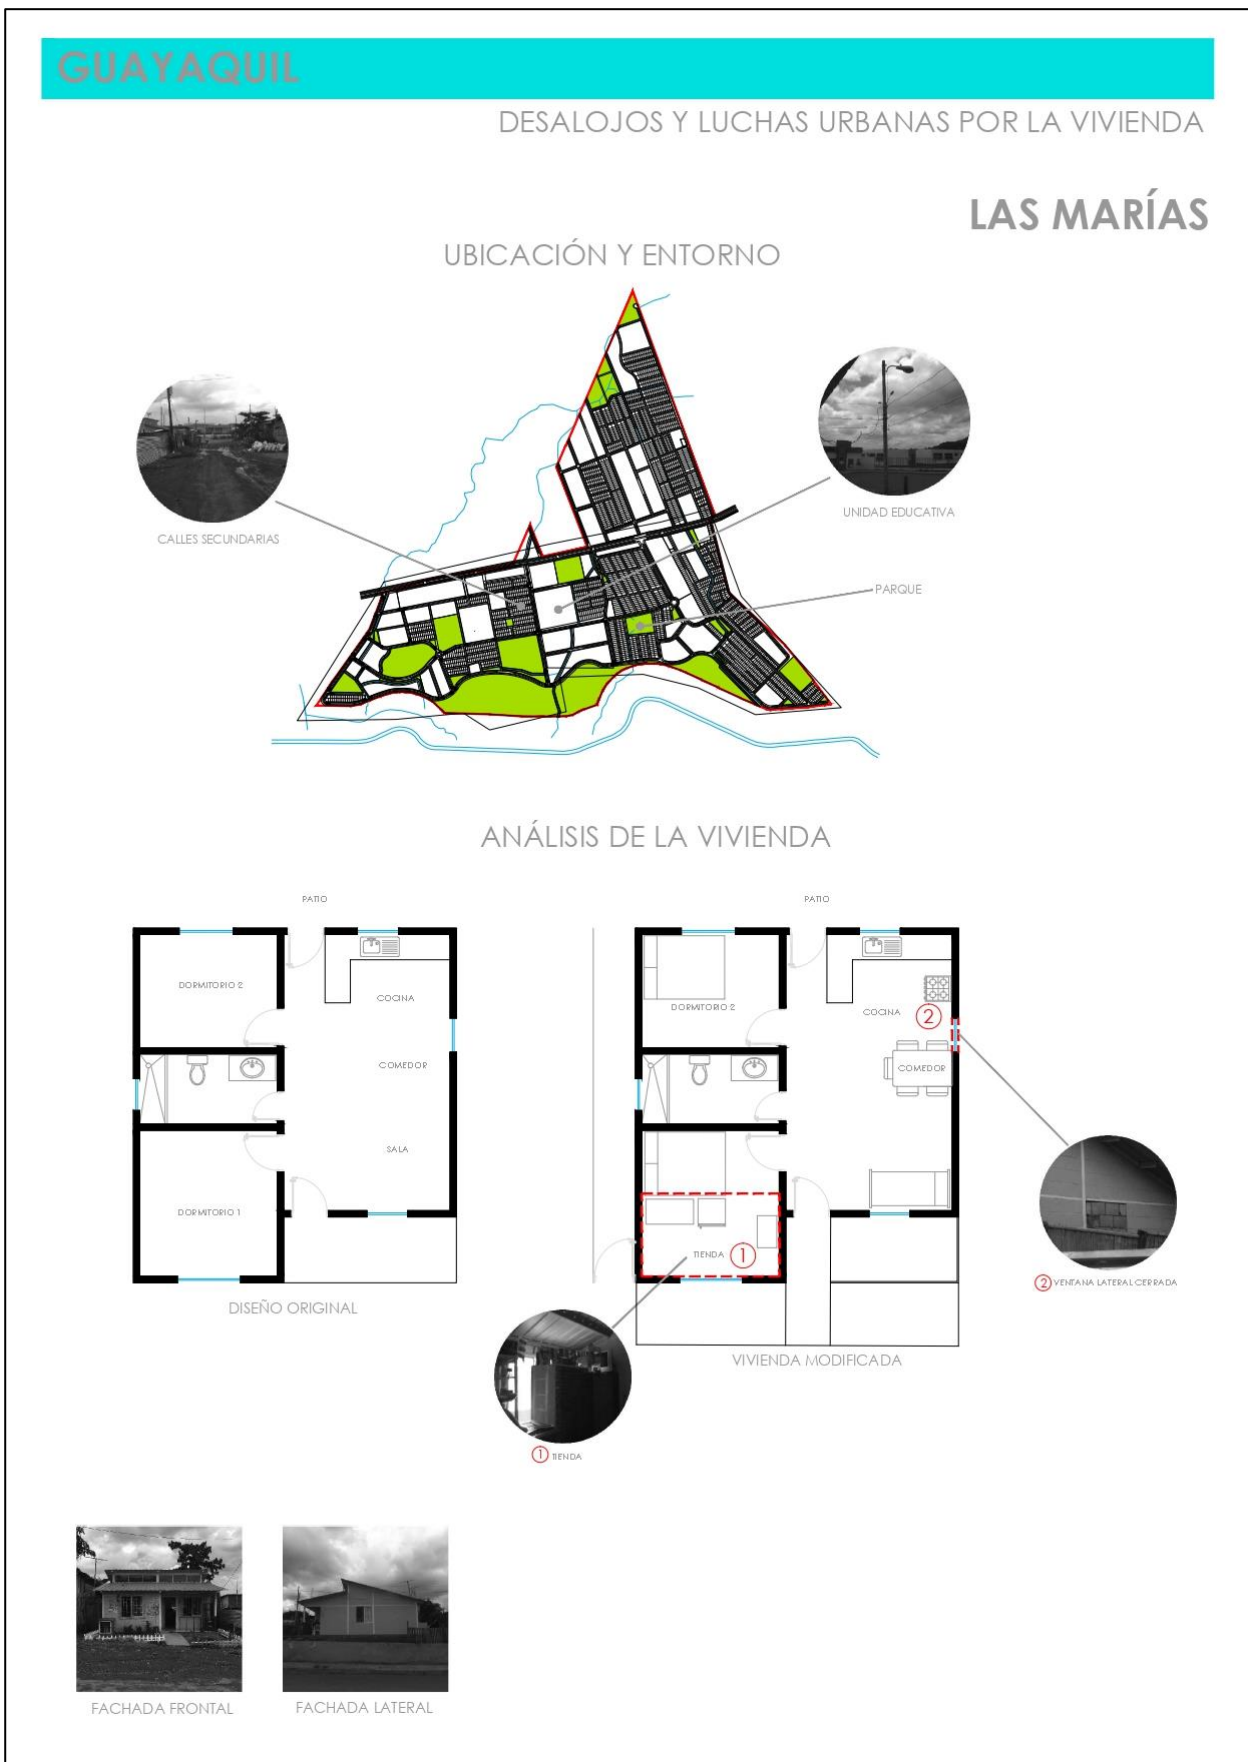 GUAYAQUIL
DESALOJOS Y LUCHAS URBANAS POR LA VIVIENDA
LAS MARÍAS
UBICACIÓN Y ENTORNO
CALLES SECUNDARIAS
UNIDAD EDUCATIVA
PARQUE
ANÁLISIS DE LA VIVIENDA
PATIO
DORMITORIO 2
COCINA
COMEDOR
SALA
DORMITORIO 1
DISEÑO ORIGINAL
PATIO
DORMITORIO 2
COCINA
2
COMEDOR
TIENDA
1
VIVIENDA MODIFICADA
2 VENTANA LATERAL CERRADA
1 TIENDA
FACHADA FRONTAL
FACHADA LATERAL